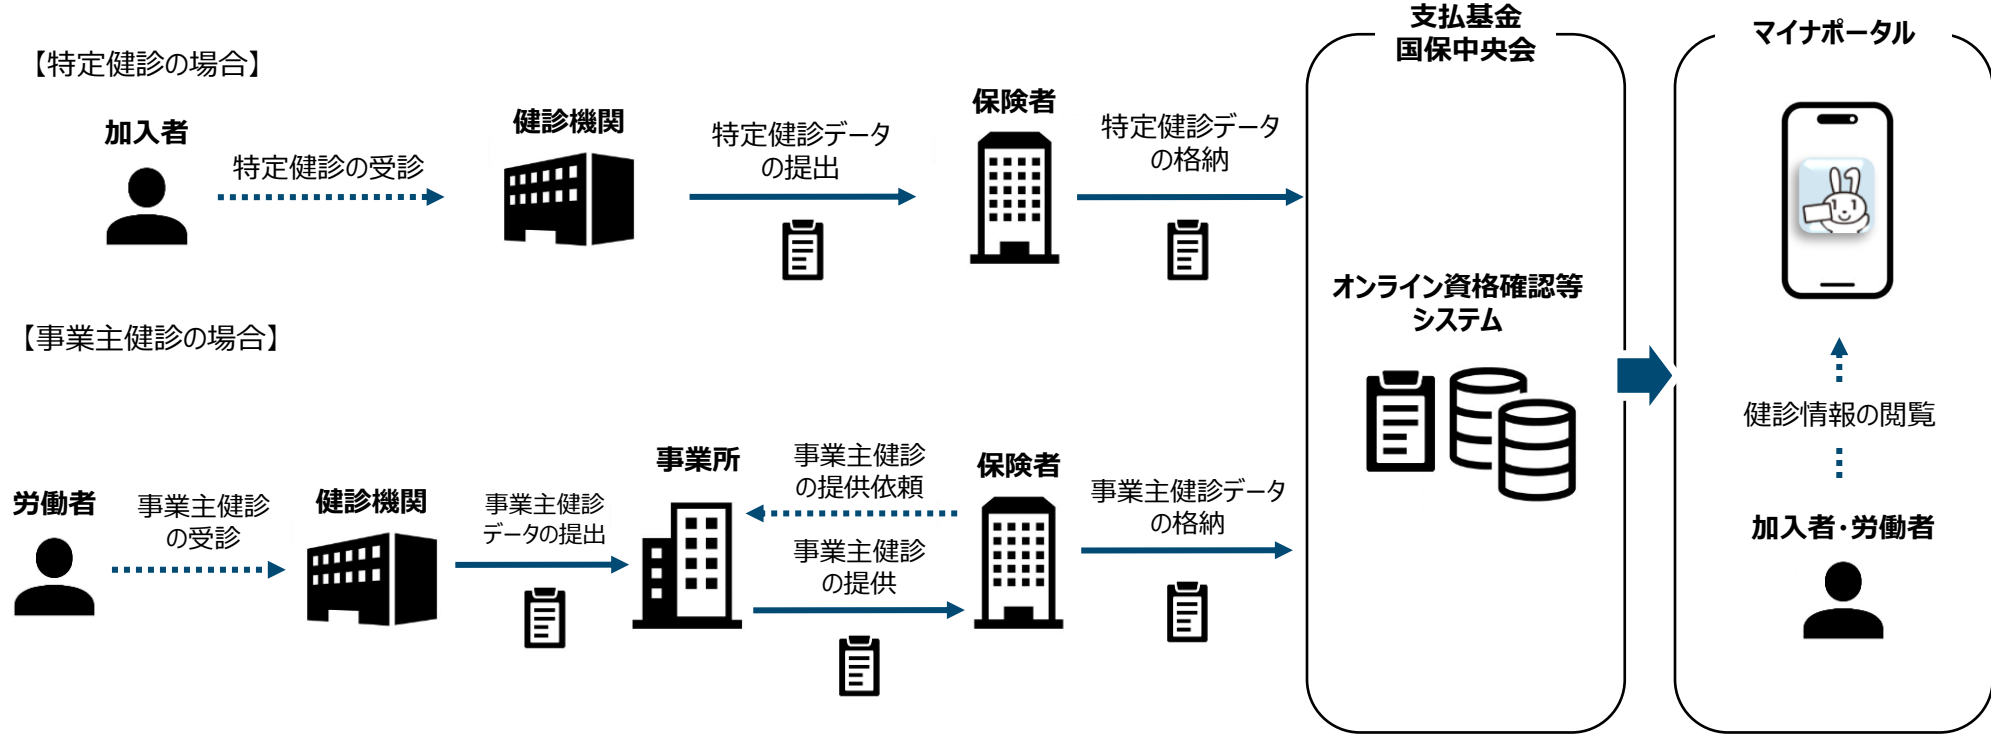 【特定健診の場合】
加入者
特定健診の受診
健診機関
特定健診データ
の提出
保険者
特定健診データ
の格納
【事業主健診の場合】
労働者
事業主健診
の受診
健診機関
事業主健診
データの提出
事業所
事業主健診
の提供依頼
事業主健診
の提供
保険者
事業主健診データ
の格納
支払基金
国保中央会
オンライン資格確認等
システム
マイナポータル
健診情報の閲覧
加入者・労働者